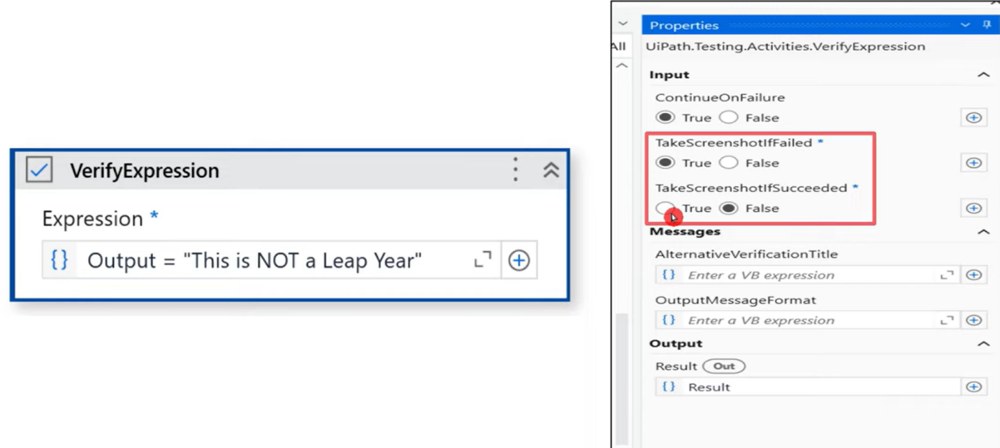 VerifyExpression
Expression *
{} Output = "This is NOT a Leap Year"
Properties
All
UiPath.Testing.Activities.VerifyExpression
Input
ContinueOnFailure
True False
TakeScreenshotIfFailed *
True False
TakeScreenshotIfSucceeded *
True False
Messages
AlternativeVerificationTitle
{} Enter a VB expression
OutputMessageFormat
{} Enter a VB expression
Output
Result Out
{} Result